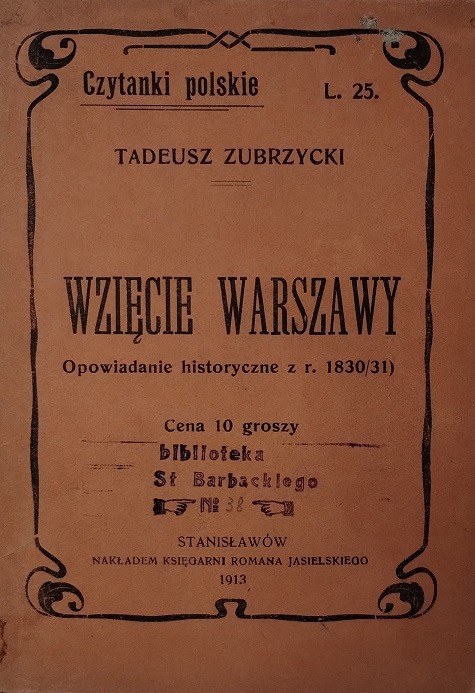 Czytanki polskie
L. 25.
TADEUSZ ZUBRZYCKI
WZIĘCIE WARSZAWY
Opowiadanie historyczne z r. 1830/31)
Cena 10 groszy
biblioteka
St Barbackiego
№ 38
STANISŁAWÓW
NAKŁADEM KSIĘGARNI ROMANA JASIELSKIEGO
1913